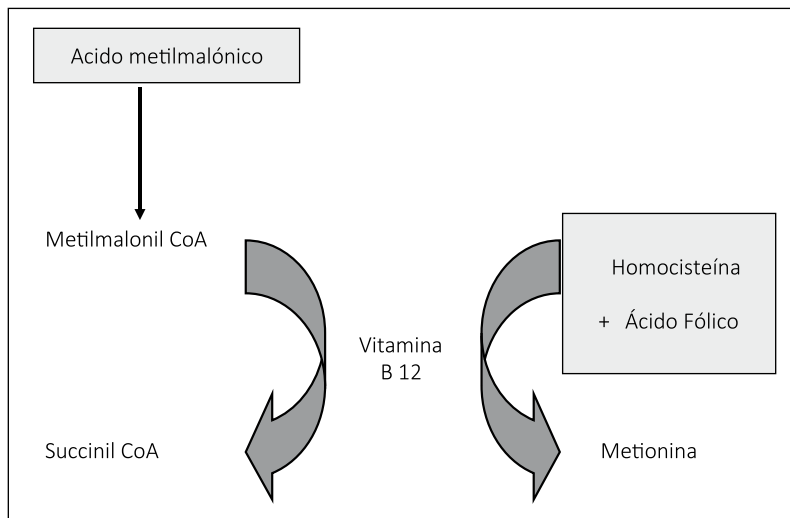 Acido metilmalónico
Metilmalonil CoA
Homocisteína
+ Ácido Fólico
Vitamina
B 12
Succinil CoA
Metionina